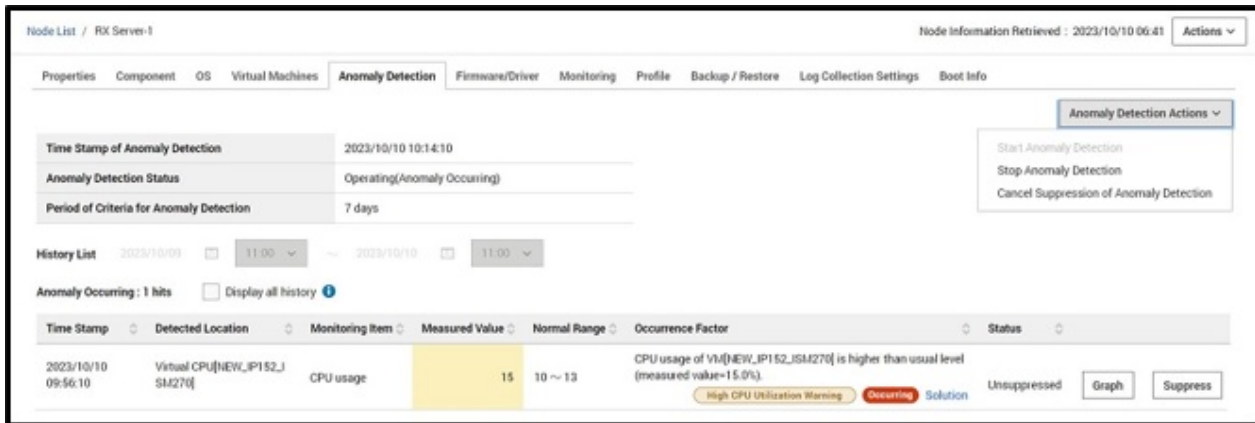 Node List / RX Server-1
Node Information Retrieved : 2023/10/10 06:41 Actions
Properties Component OS Virtual Machines Anomaly Detection Firmware/Driver Monitoring Profile Backup / Restore Log Collection Settings Boot Info
Anomaly Detection Actions
Start Anomaly Detection
Stop Anomaly Detection
Cancel Suppression of Anomaly Detection
Time Stamp of Anomaly Detection 2023/10/10 10:14:10
Anomaly Detection Status Operating(Anomaly Occurring)
Period of Criteria for Anomaly Detection 7 days
History List 2023/10/09 11:00 ~ 2023/10/10 11:00
Anomaly Occurring : 1 hits Display all history
Time Stamp Detected Location Monitoring Item Measured Value Normal Range Occurrence Factor Status
2023/10/10
09:56:10
Virtual CPU[NEW_IP152_I
SM270[
CPU usage
15
10 ~ 13
CPU usage of VM[NEW_IP152_ISM270[ is higher than usual level
(measured value=15.0%).
High CPU Utilization Warning Occurring Solution
Unsuppressed
Graph
Suppress